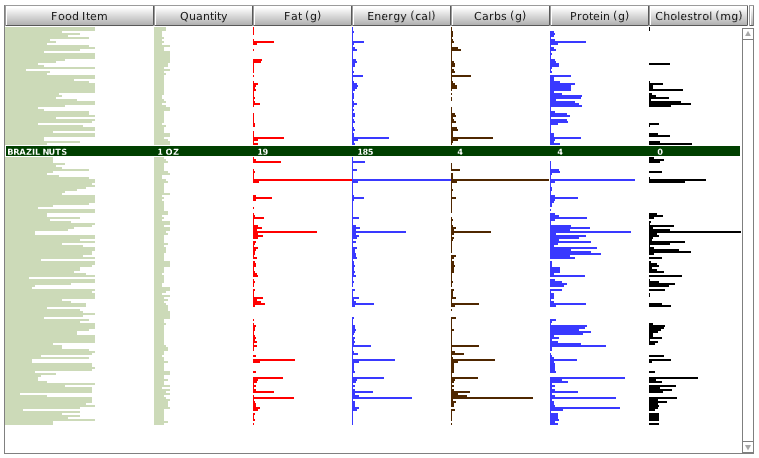 Food Item Quantity Fat (g) Energy (cal) Carbs (g) Protein (g) Cholestrol (mg)
BRAZIL NUTS 1 OZ 19 185 4 4 0